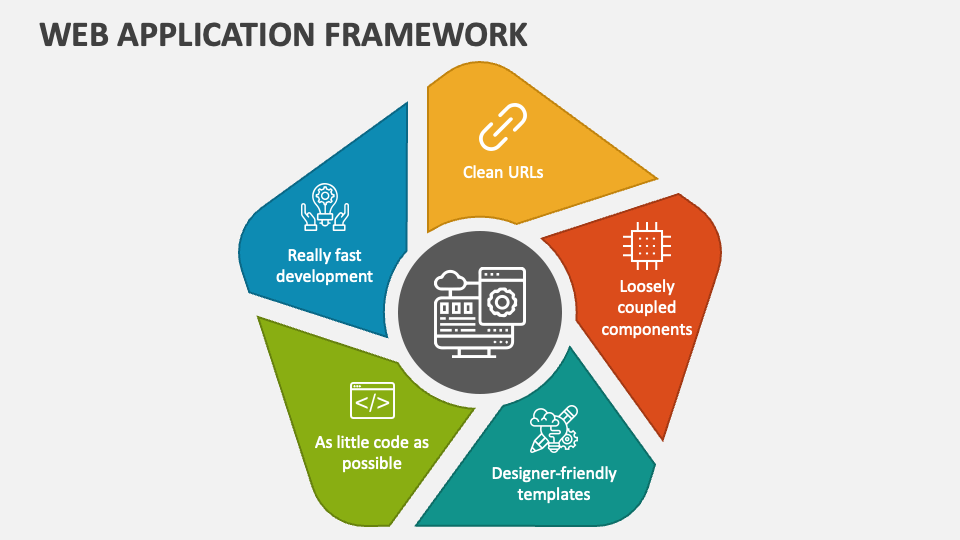 WEB APPLICATION FRAMEWORK
Clean URLs
Really fast
development
Loosely
coupled
components
</>
As little code as
possible
Designer-friendly
templates